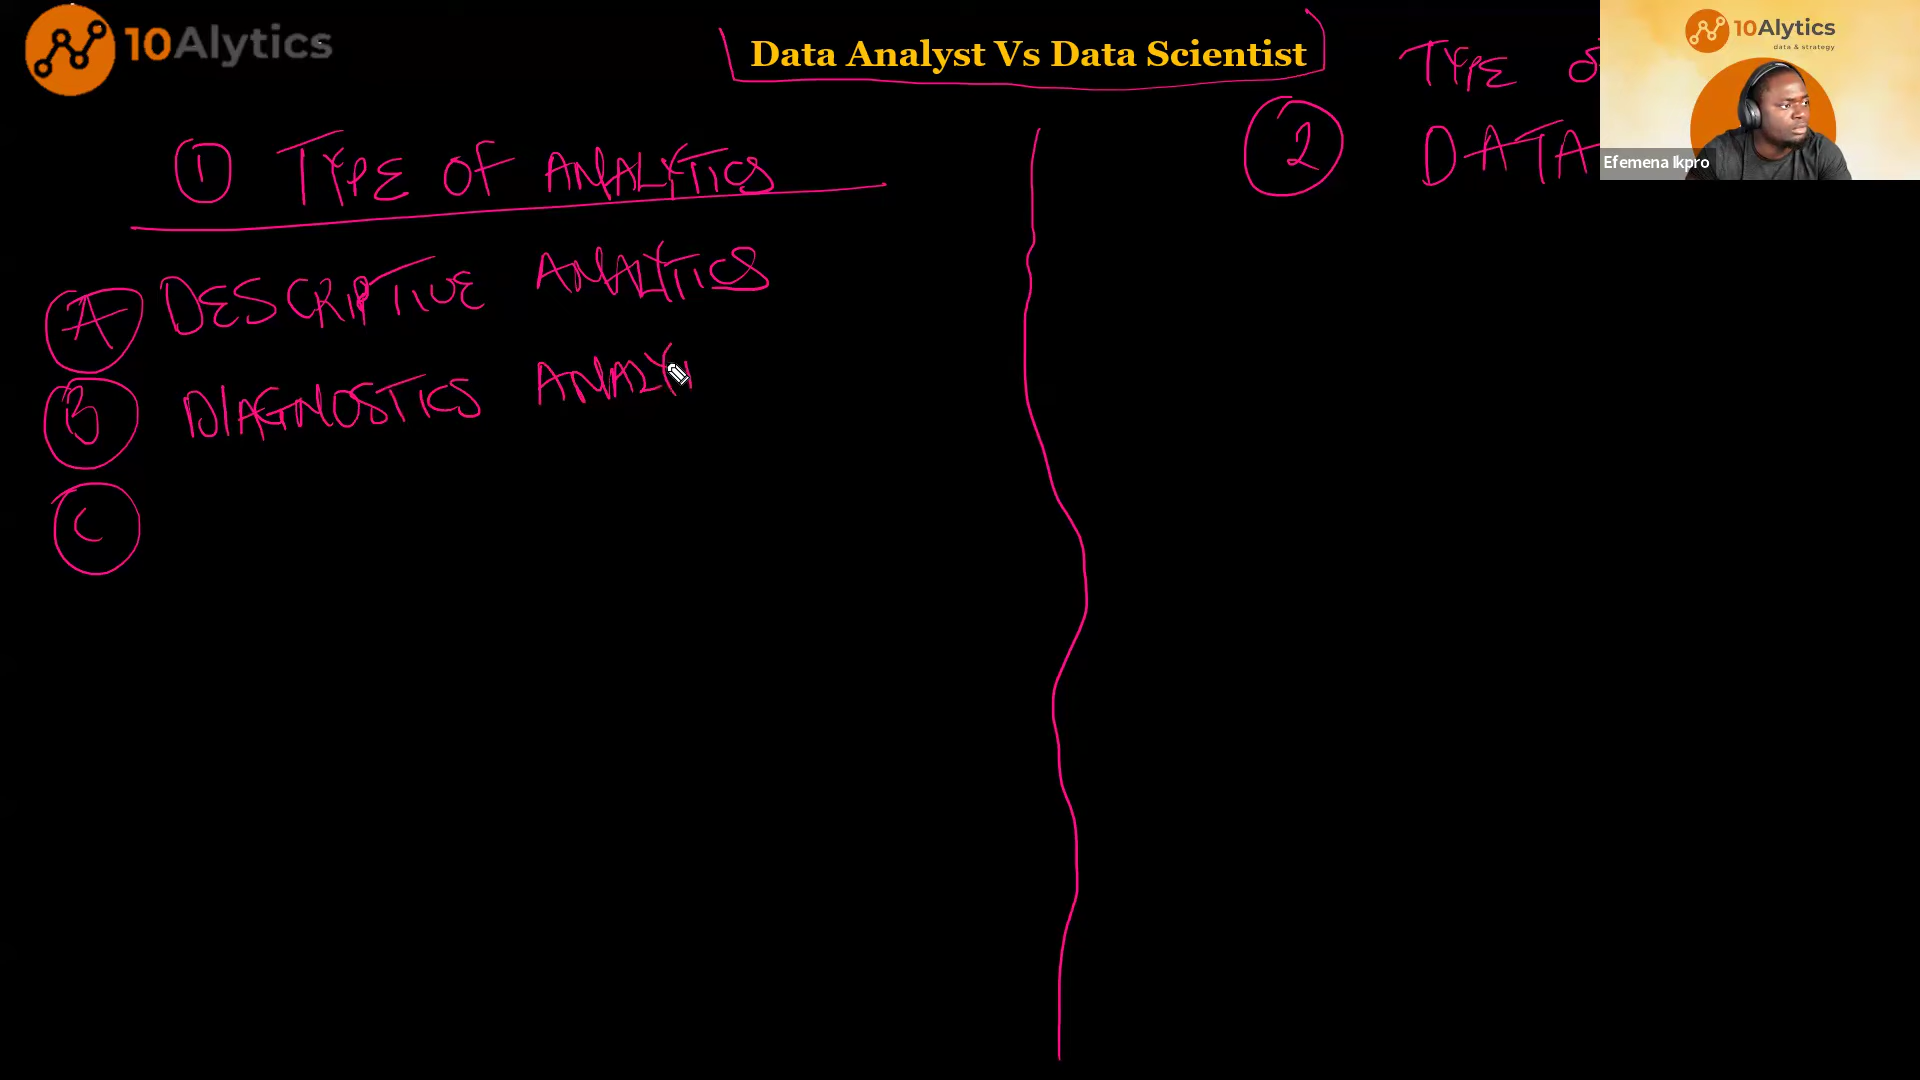 10Alytics
Data Analyst Vs Data Scientist
10Alytics
data & strategy
Efemena Ikpro
① TYPE OF ANALYTICS
A DESCRIPTIVE ANALYTICS
B DIAGNOSTICS ANALY
C
TYPE
2 DATA